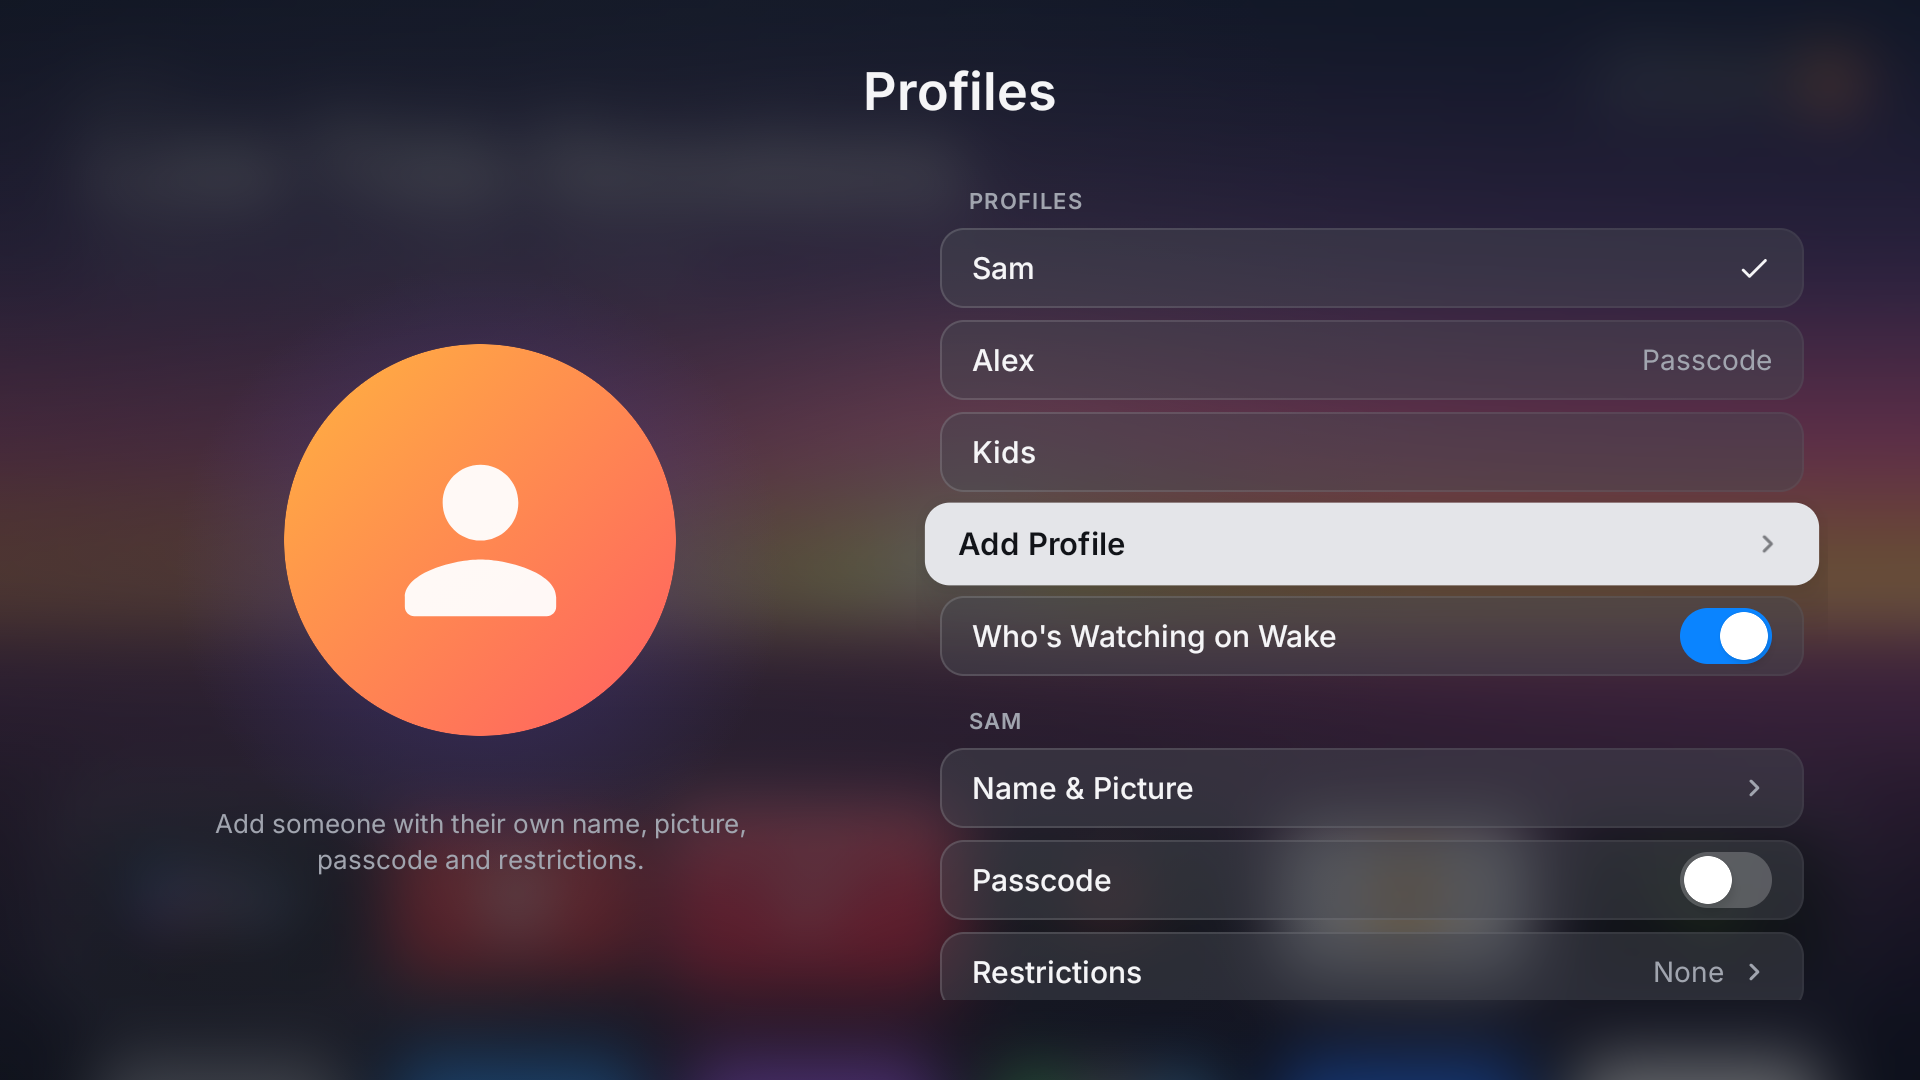 Profiles
PROFILES
Sam
Alex Passcode
Kids
Add Profile
Who's Watching on Wake
SAM
Name & Picture
Passcode
Restrictions None
Add someone with their own name, picture,
passcode and restrictions.